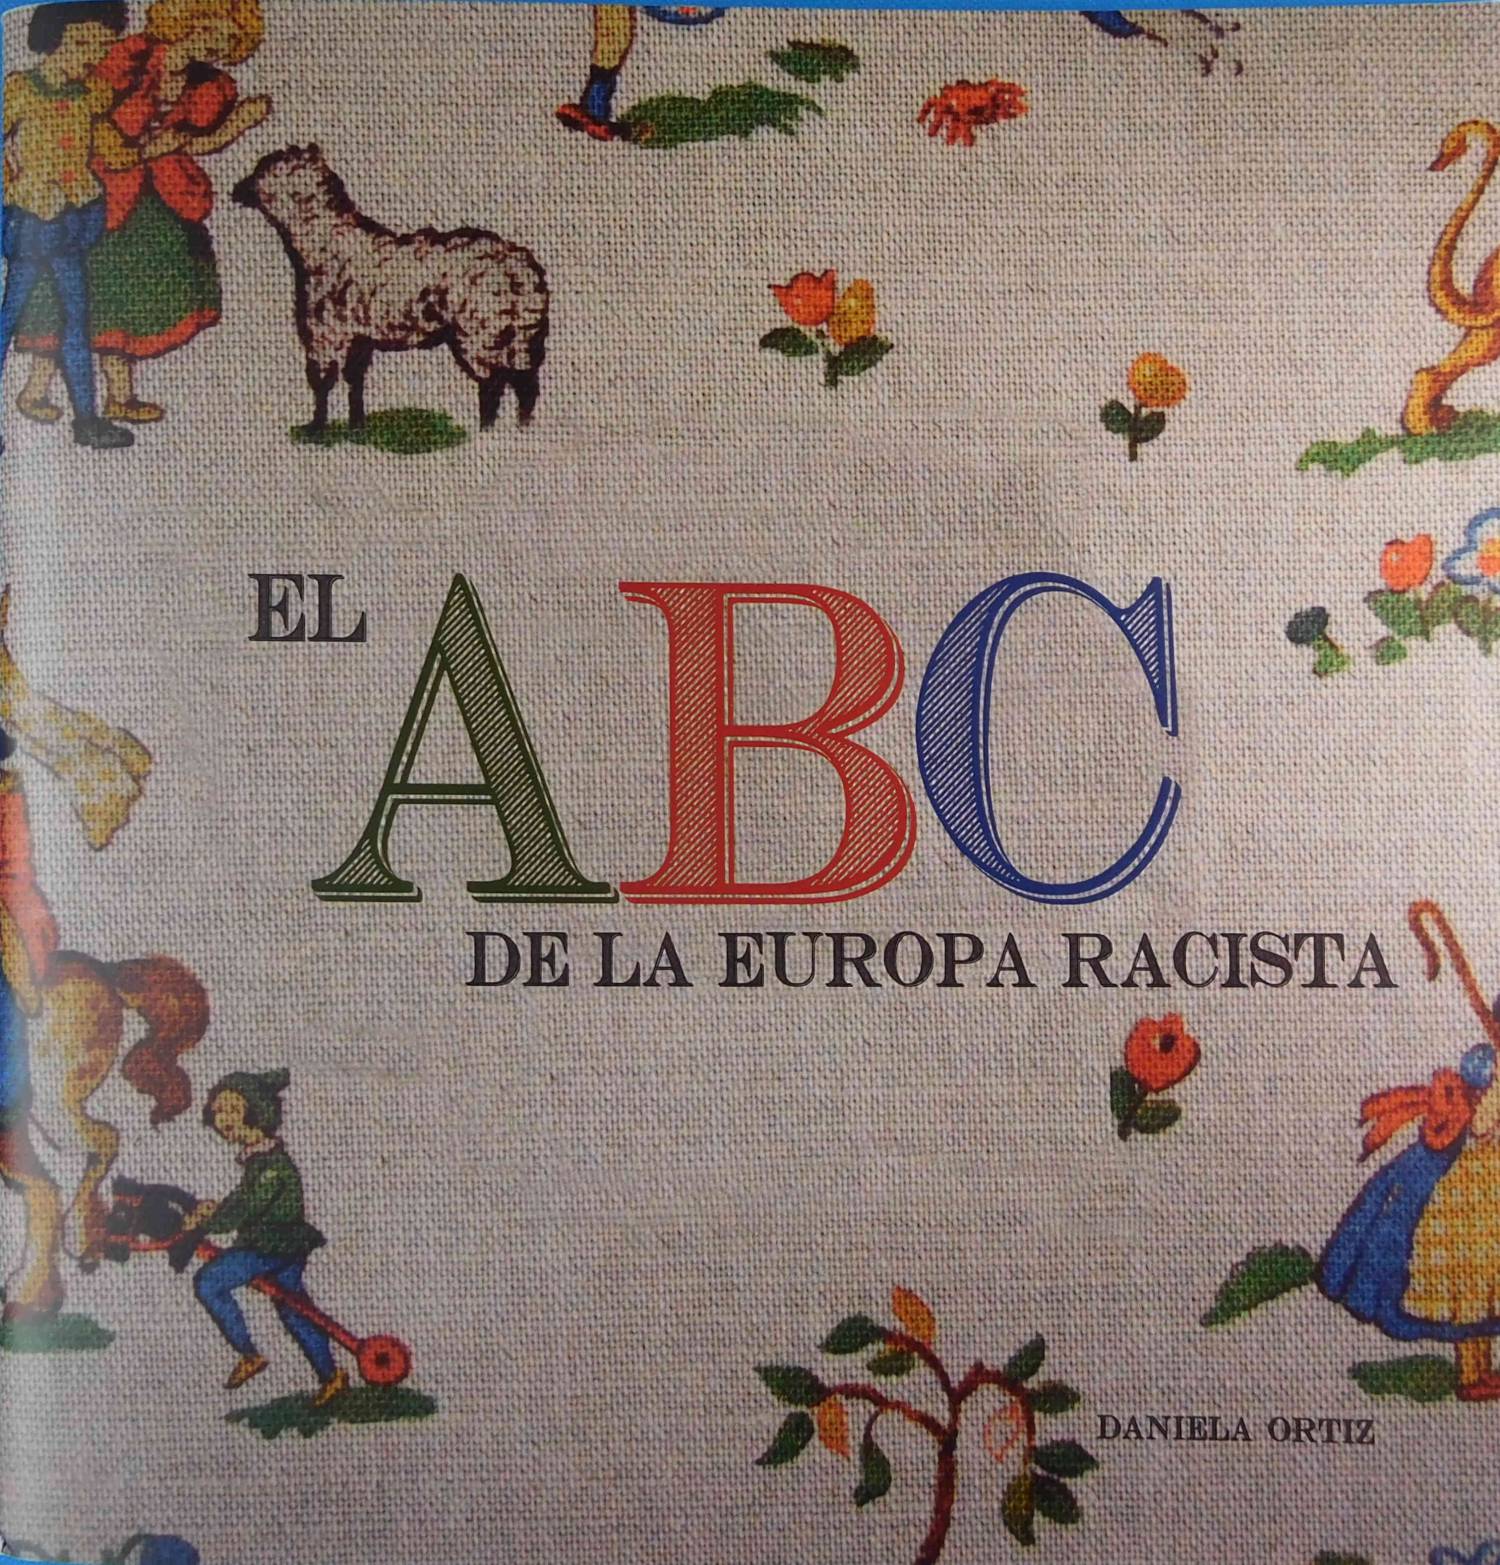 EL ABC
DE LA EUROPA RACISTA
DANIELA ORTIZ